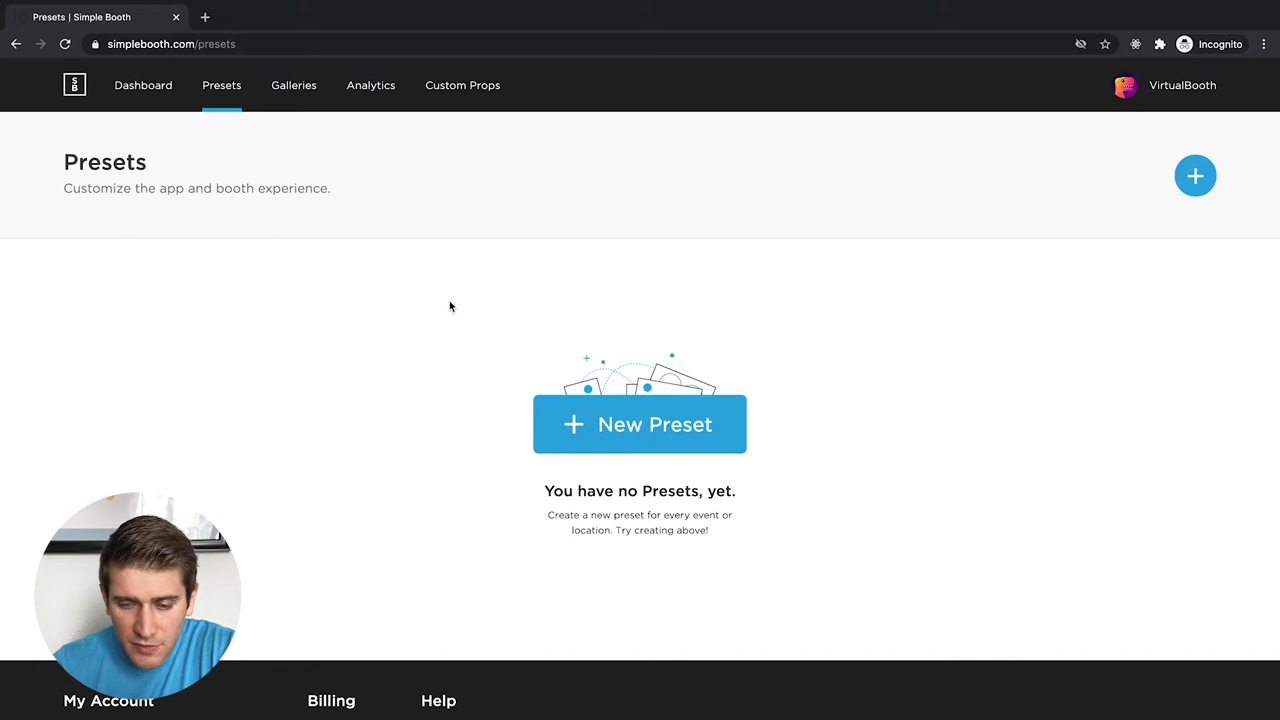 Presets | Simple Booth
simplebooth.com/presets
Incognito
S
B
Dashboard
Presets
Galleries
Analytics
Custom Props
VirtualBooth
Presets
Customize the app and booth experience.
New Preset
You have no Presets, yet.
Create a new preset for every event or
location. Try creating above!
My Account
Billing
Help